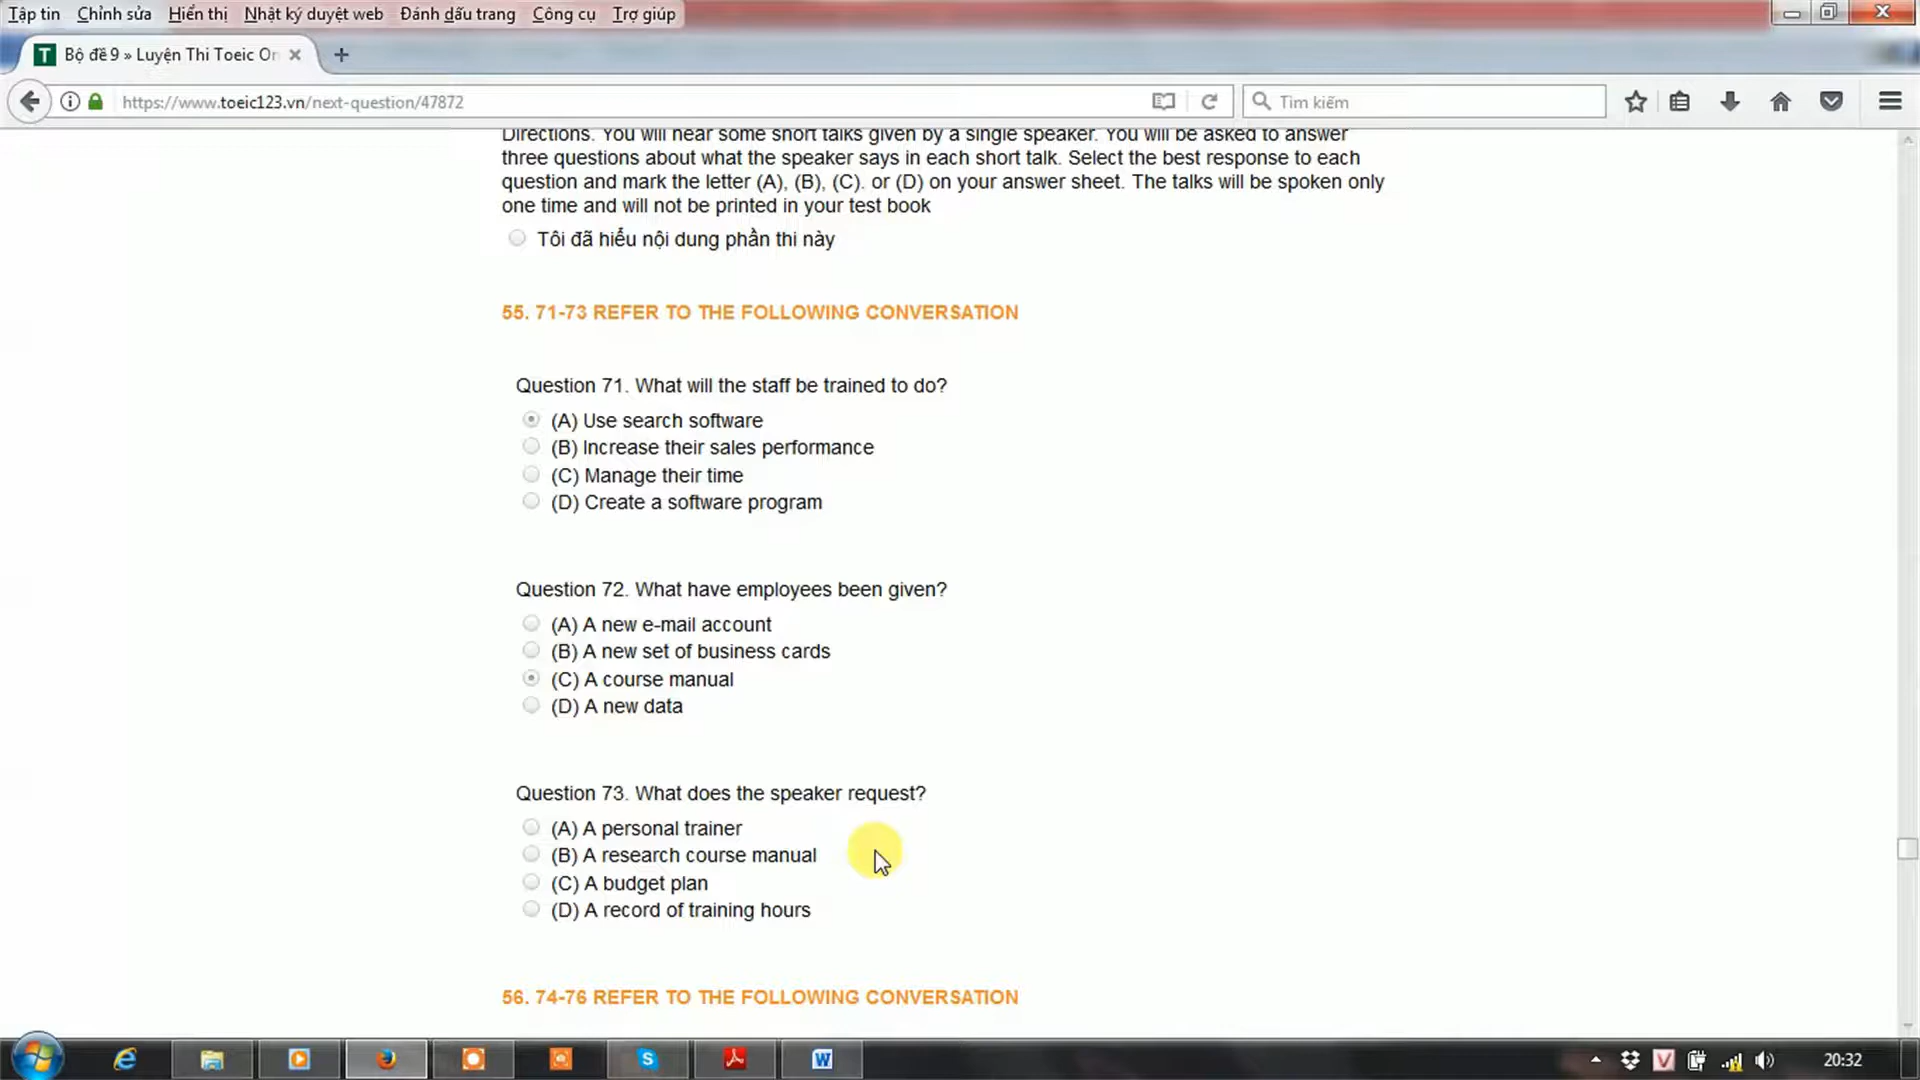 Tập tin Chỉnh sửa Hiển thị Nhật ký duyệt web Đánh dấu trang Công cụ Trợ giúp
Bộ đề 9 » Luyện Thi Toeic On
https://www.toeic123.vn/next-question/47872
Tìm kiếm
Directions. You will hear some short talks given by a single speaker. You will be asked to answer
three questions about what the speaker says in each short talk. Select the best response to each
question and mark the letter (A), (B), (C). or (D) on your answer sheet. The talks will be spoken only
one time and will not be printed in your test book
Tôi đã hiểu nội dung phần thi này
55. 71-73 REFER TO THE FOLLOWING CONVERSATION
Question 71. What will the staff be trained to do?
(A) Use search software
(B) Increase their sales performance
(C) Manage their time
(D) Create a software program
Question 72. What have employees been given?
(A) A new e-mail account
(B) A new set of business cards
(C) A course manual
(D) A new data
Question 73. What does the speaker request?
(A) A personal trainer
(B) A research course manual
(C) A budget plan
(D) A record of training hours
56. 74-76 REFER TO THE FOLLOWING CONVERSATION
20:32